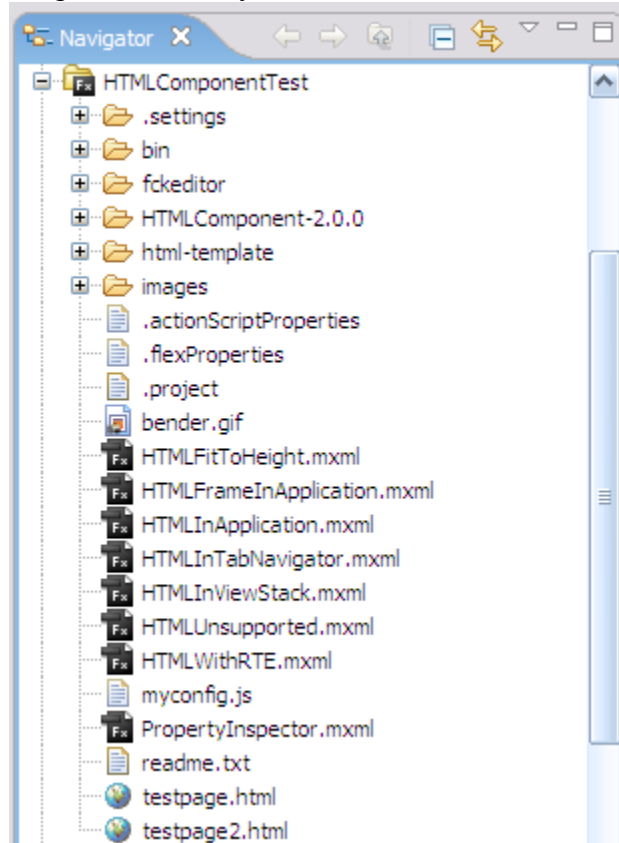 Navigator
HTMLComponentTest
.settings
bin
fckeditor
HTMLComponent-2.0.0
html-template
images
.actionScriptProperties
.flexProperties
.project
bender.gif
HTMLFitToHeight.mxml
HTMLFrameInApplication.mxml
HTMLInApplication.mxml
HTMLInTabNavigator.mxml
HTMLInViewStack.mxml
HTMLUnsupported.mxml
HTMLWithRTE.mxml
myconfig.js
PropertyInspector.mxml
readme.txt
testpage.html
testpage2.html